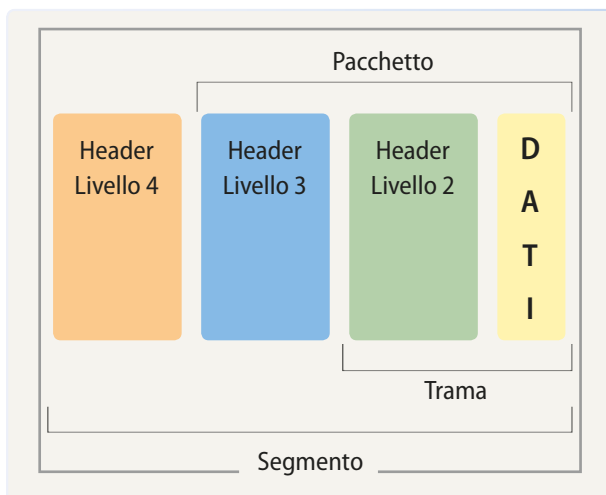 Pacchetto
Header
Livello 4
Header
Livello 3
Header
Livello 2
D
A
T
I
Trama
Segmento